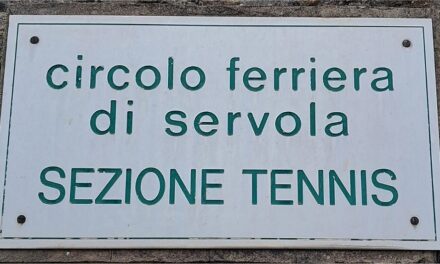 circolo ferriera
di servola
SEZIONE TENNIS